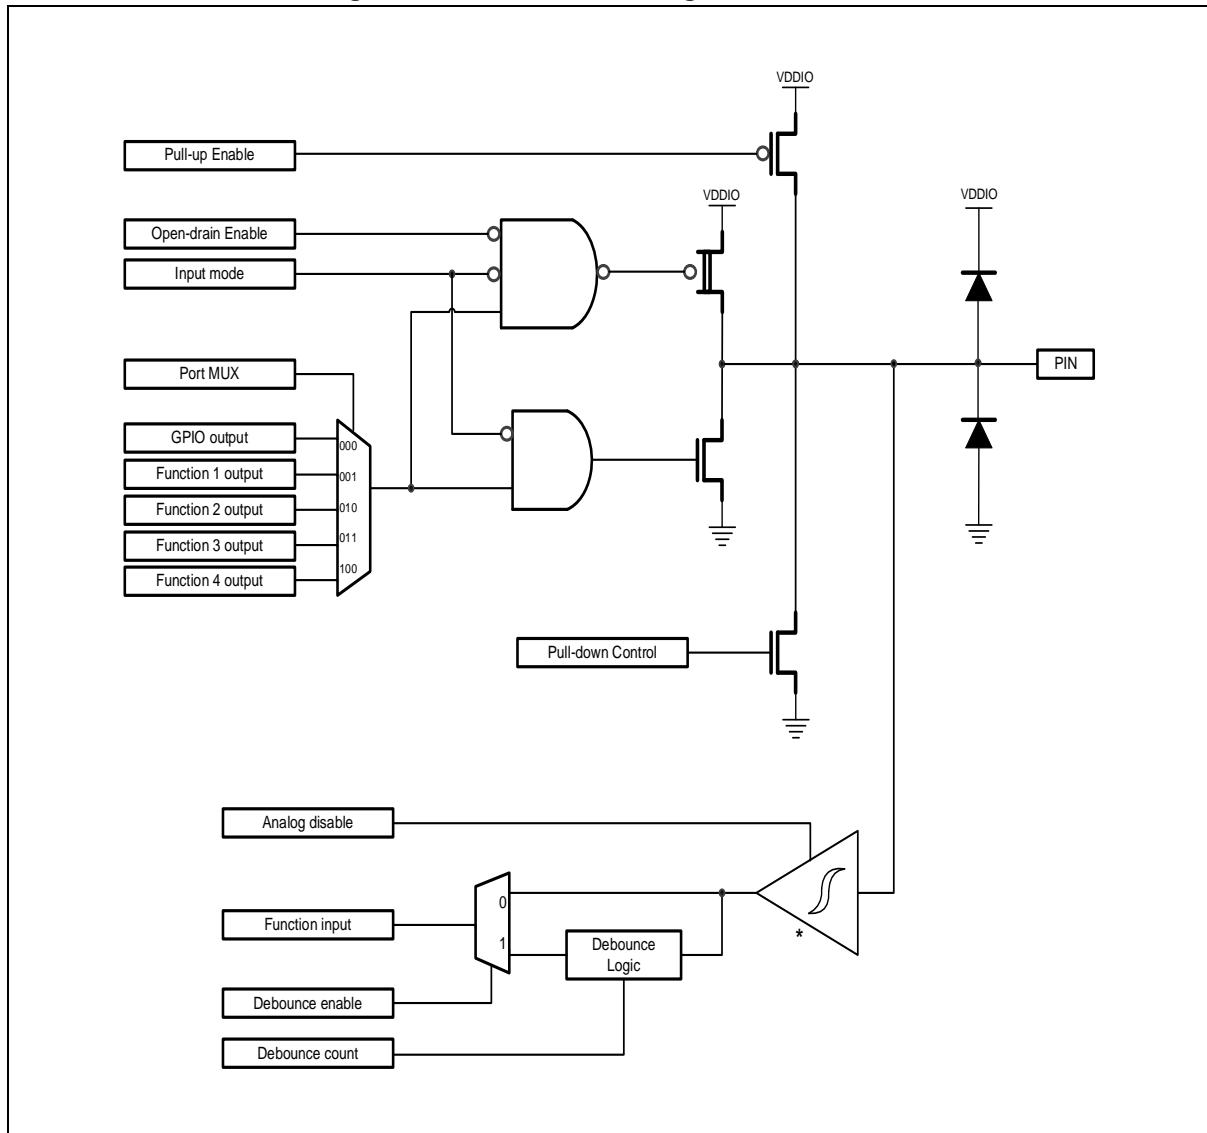 VDDIO
Pull-up Enable
VDDIO
VDDIO
Open-drain Enable
Input mode
Port MUX
PIN
GPIO output
000
Function 1 output
001
Function 2 output
010
Function 3 output
011
Function 4 output
100
Pull-down Control
Analog disable
0
Function input
1
Debounce
Logic
*
Debounce enable
Debounce count